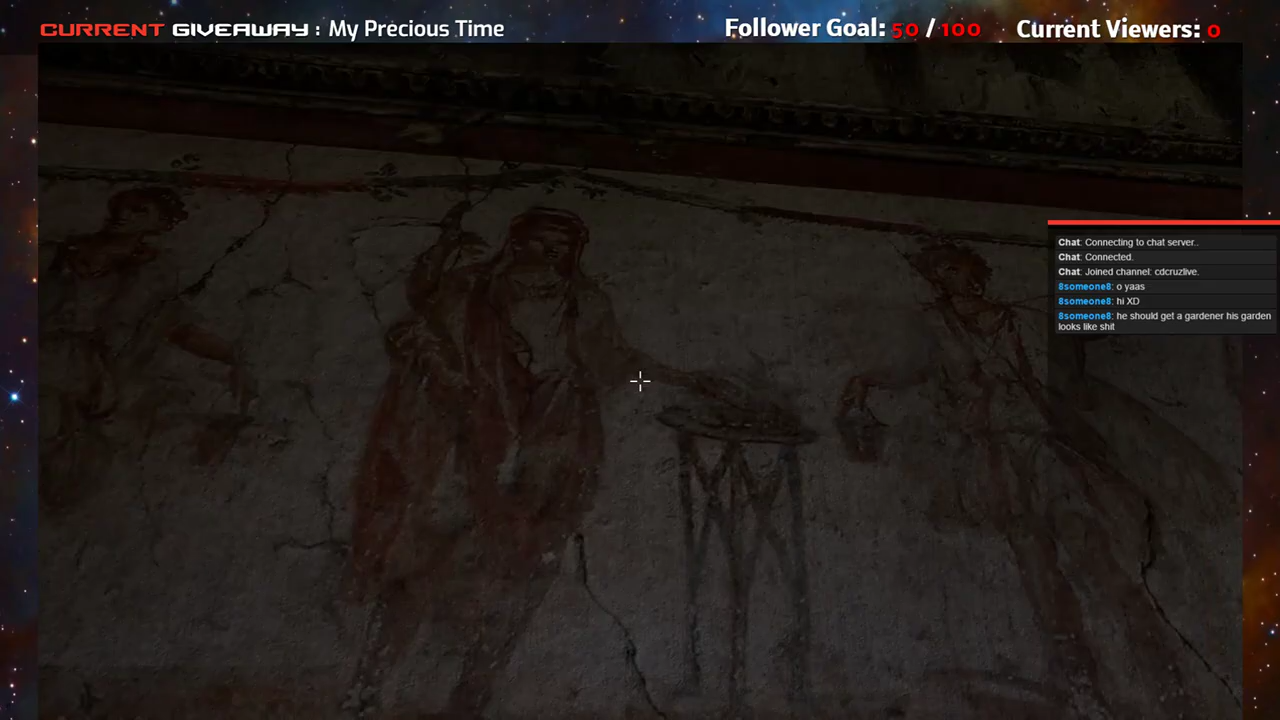 CURRENT GIVEAWAY : My Precious Time
Follower Goal: 50 / 100
Current Viewers: 0
Chat: Connecting to chat server..
Chat: Connected.
Chat: Joined channel: cdcruzlive.
8someone8: o yaas
8someone8: hi XD
8someone8: he should get a gardener his garden
looks like shit